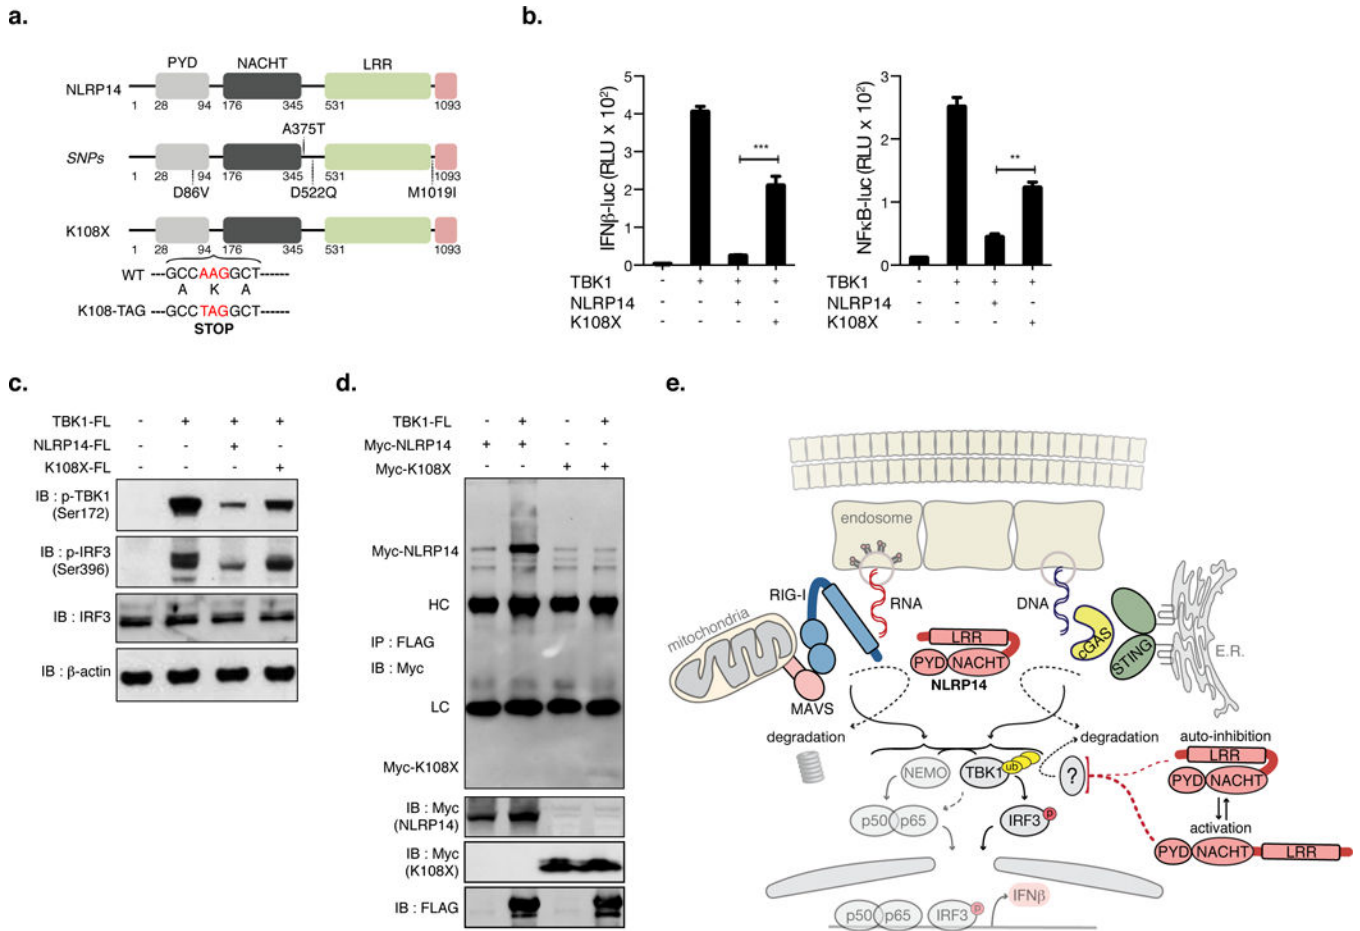 a.
PYD NACHT LRR
NLRP14
1 28 94 176 345 531 1093
A375T
SNPs
1 28 94 176 345 531 1093
D86V D522Q M1019I
K108X
1 28 94 176 345 531 1093
WT ---GCCAAGGCT------
A K A
K108-TAG ---GCCTAGGCT------
STOP
b.
IFNβ-luc (RLU x 10²)
5
4
3
2
1
0
***
TBK1 - + + +
NLRP14 - - + -
K108X - - - +
NFκB-luc (RLU x 10²)
3
2
1
0
**
TBK1 - + + +
NLRP14 - - + -
K108X - - - +
c.
TBK1-FL - + + +
NLRP14-FL - - + -
K108X-FL - - - +
IB : p-TBK1
(Ser172)
IB : p-IRF3
(Ser396)
IB : IRF3
IB : β-actin
d.
TBK1-FL - + - +
Myc-NLRP14 + + - -
Myc-K108X - - + +
Myc-NLRP14
HC
IP : FLAG
IB : Myc
LC
Myc-K108X
IB : Myc
(NLRP14)
IB : Myc
(K108X)
IB : FLAG
e.
endosome
RIG-I
RNA
DNA
mitochondria
cGAS
STING
E.R.
LRR
PYD NACHT
NLRP14
MAVS
degradation
degradation
auto-inhibition
LRR
PYD NACHT
NEMO
TBK1
ub
?
p50 p65
IRF3
P
activation
PYD NACHT LRR
IFNβ
p50 p65
IRF3
P